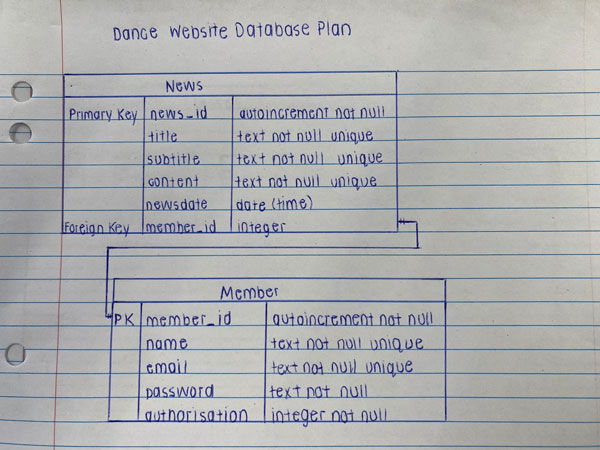 Dance Website Database Plan
News
Primary Key news_id autoincrement not null
title text not null unique
subtitle text not null unique
content text not null unique
newsdate date (time)
Foreign Key member_id integer
Member
PK member_id autoincrement not null
name text not null unique
email text not null unique
password text not null
authorisation integer not null